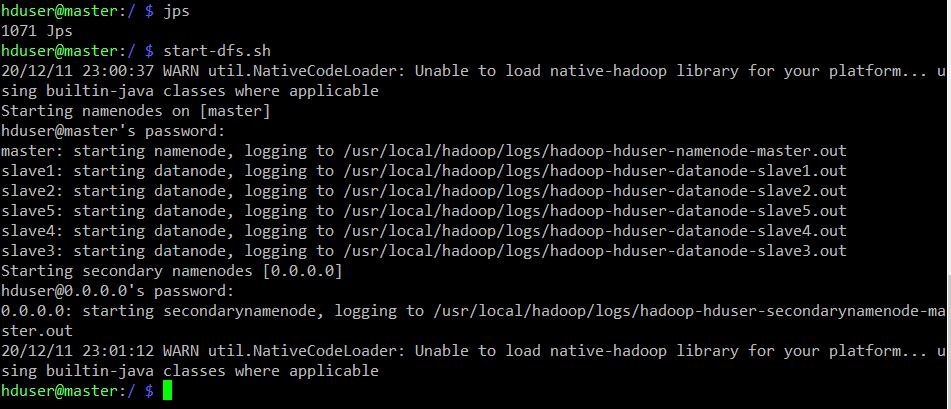 hduser@master:/ $ jps
1071 Jps
hduser@master:/ $ start-dfs.sh
20/12/11 23:00:37 WARN util.NativeCodeLoader: Unable to load native-hadoop library for your platform... u
sing builtin-java classes where applicable
Starting namenodes on [master]
hduser@master's password:
master: starting namenode, logging to /usr/local/hadoop/logs/hadoop-hduser-namenode-master.out
slave1: starting datanode, logging to /usr/local/hadoop/logs/hadoop-hduser-datanode-slave1.out
slave2: starting datanode, logging to /usr/local/hadoop/logs/hadoop-hduser-datanode-slave2.out
slave5: starting datanode, logging to /usr/local/hadoop/logs/hadoop-hduser-datanode-slave5.out
slave4: starting datanode, logging to /usr/local/hadoop/logs/hadoop-hduser-datanode-slave4.out
slave3: starting datanode, logging to /usr/local/hadoop/logs/hadoop-hduser-datanode-slave3.out
Starting secondary namenodes [0.0.0.0]
hduser@0.0.0.0's password:
0.0.0.0: starting secondarynamenode, logging to /usr/local/hadoop/logs/hadoop-hduser-secondarynamenode-ma
ster.out
20/12/11 23:01:12 WARN util.NativeCodeLoader: Unable to load native-hadoop library for your platform... u
sing builtin-java classes where applicable
hduser@master:/ $